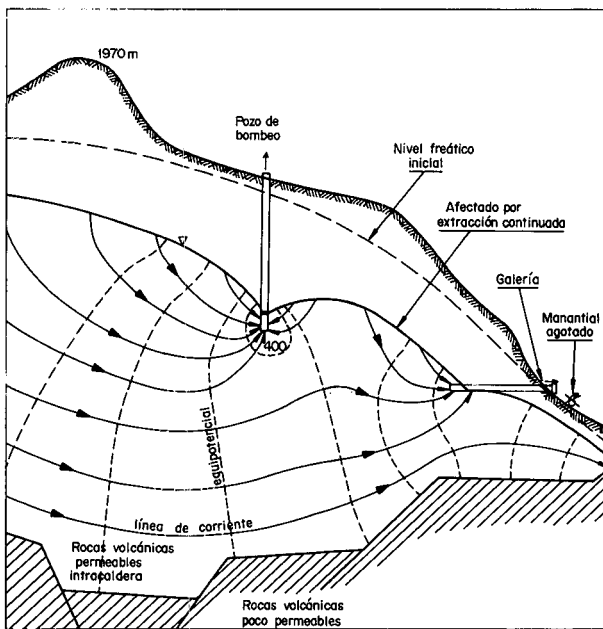 1970 m
Pozo de
bombeo
Nivel freático
inicial
Afectado por
extracción continuada
Galería
Manantial
agotado
400
equipotencial
línea de corriente
Rocas volcánicas
permeables
intracaldera
Rocas volcánicas
poco permeables